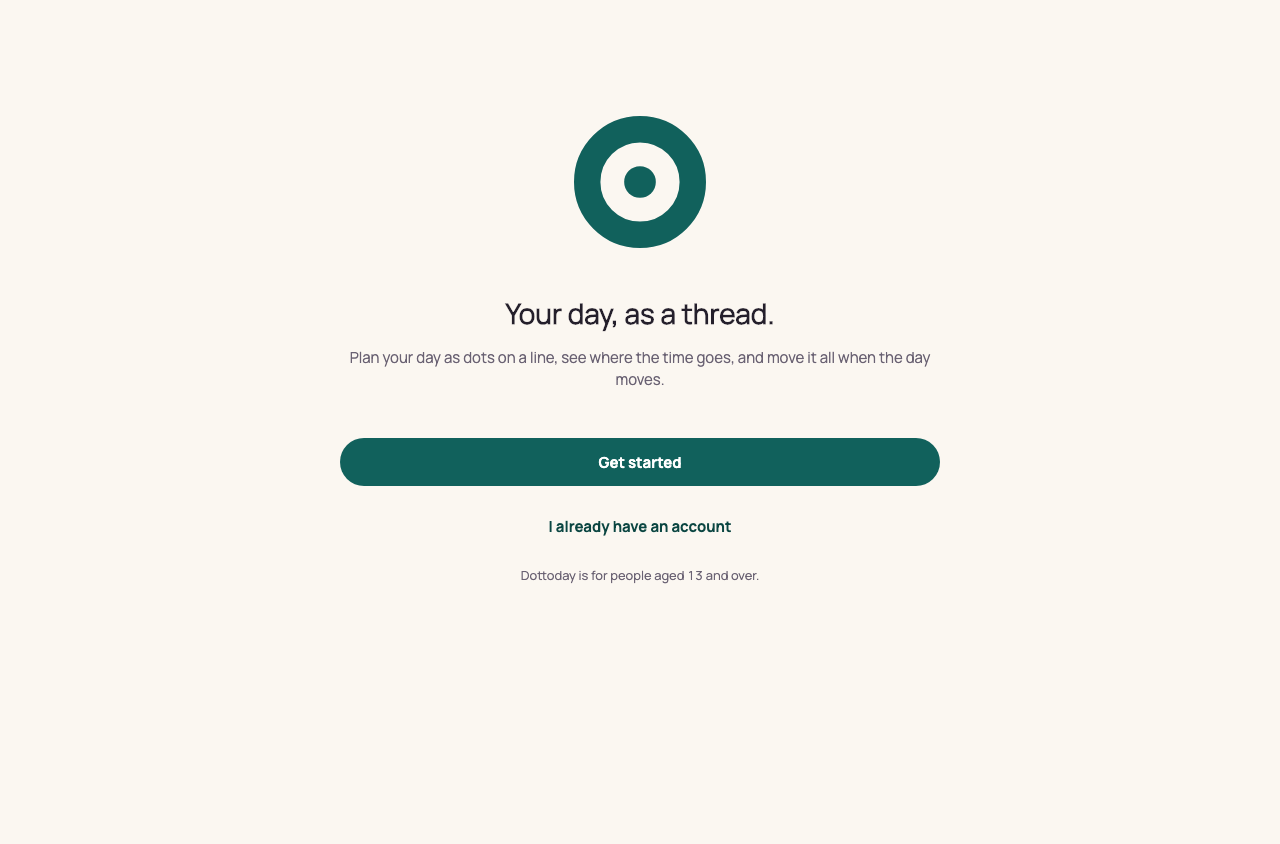 Your day, as a thread.
Plan your day as dots on a line, see where the time goes, and move it all when the day
moves.
Get started
I already have an account
Dottoday is for people aged 13 and over.